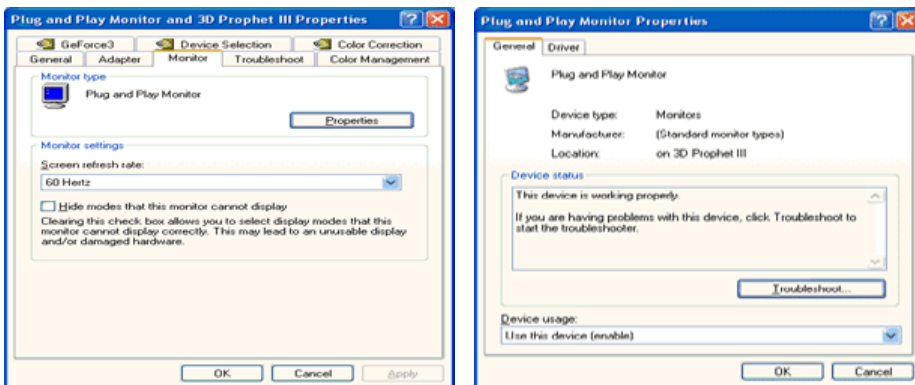 Plug and Play Monitor and 3D Prophet III Properties
GeForce3 Device Selection Color Correction
General Adapter Monitor Troubleshoot Color Management
Monitor type
Plug and Play Monitor
Properties
Monitor settings
Screen refresh rate:
60 Hertz
Hide modes that this monitor cannot display
Clearing this check box allows you to select display modes that this
monitor cannot display correctly. This may lead to an unusable display
and/or damaged hardware.
OK Cancel Apply
Plug and Play Monitor Properties
General Driver
Plug and Play Monitor
Device type: Monitors
Manufacturer: (Standard monitor types)
Location: on 3D Prophet III
Device status
This device is working properly.
If you are having problems with this device, click Troubleshoot to
start the troubleshooter.
Troubleshoot...
Device usage:
Use this device (enable)
OK Cancel